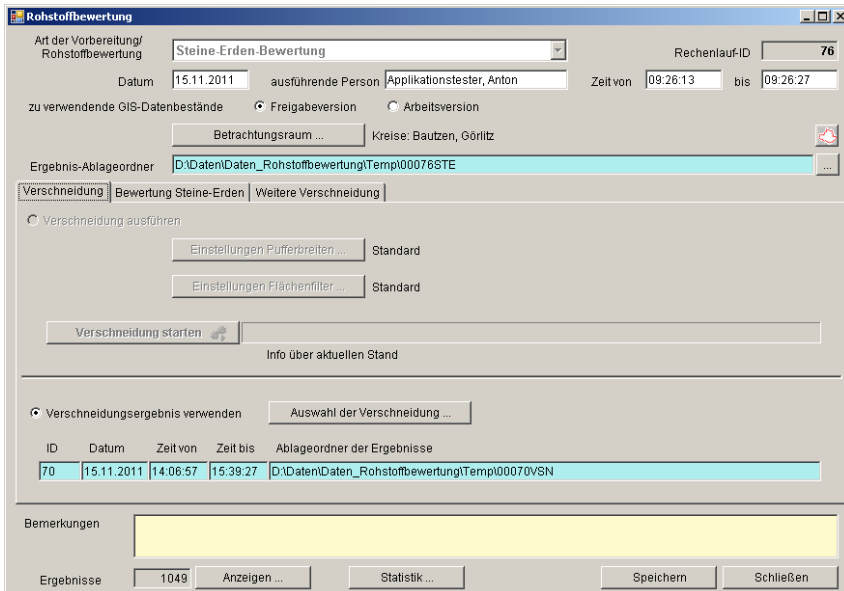 Rohstoffbewertung
Art der Vorbereitung/
Rohstoffbewertung Steine-Erden-Bewertung Rechenlauf-ID 76
Datum 15.11.2011 ausführende Person Applikationstester, Anton Zeit von 09:26:13 bis 09:26:27
zu verwendende GIS-Datenbestände Freigabeversion Arbeitsversion
Betrachtungsraum ... Kreise: Bautzen, Görlitz
Ergebnis-Ablageordner D:\Daten\Daten_Rohstoffbewertung\Temp\00076STE ...
Verschneidung Bewertung Steine-Erden Weitere Verschneidung
Verschneidung ausführen
Einstellungen Pufferbreiten ... Standard
Einstellungen Flächenfilter ... Standard
Verschneidung starten
Info über aktuellen Stand
Verschneidungsergebnis verwenden Auswahl der Verschneidung ...
ID Datum Zeit von Zeit bis Ablageordner der Ergebnisse
70 15.11.2011 14:06:57 15:39:27 D:\Daten\Daten_Rohstoffbewertung\Temp\00070VSN
Bemerkungen
Ergebnisse 1049 Anzeigen ... Statistik ... Speichern Schließen